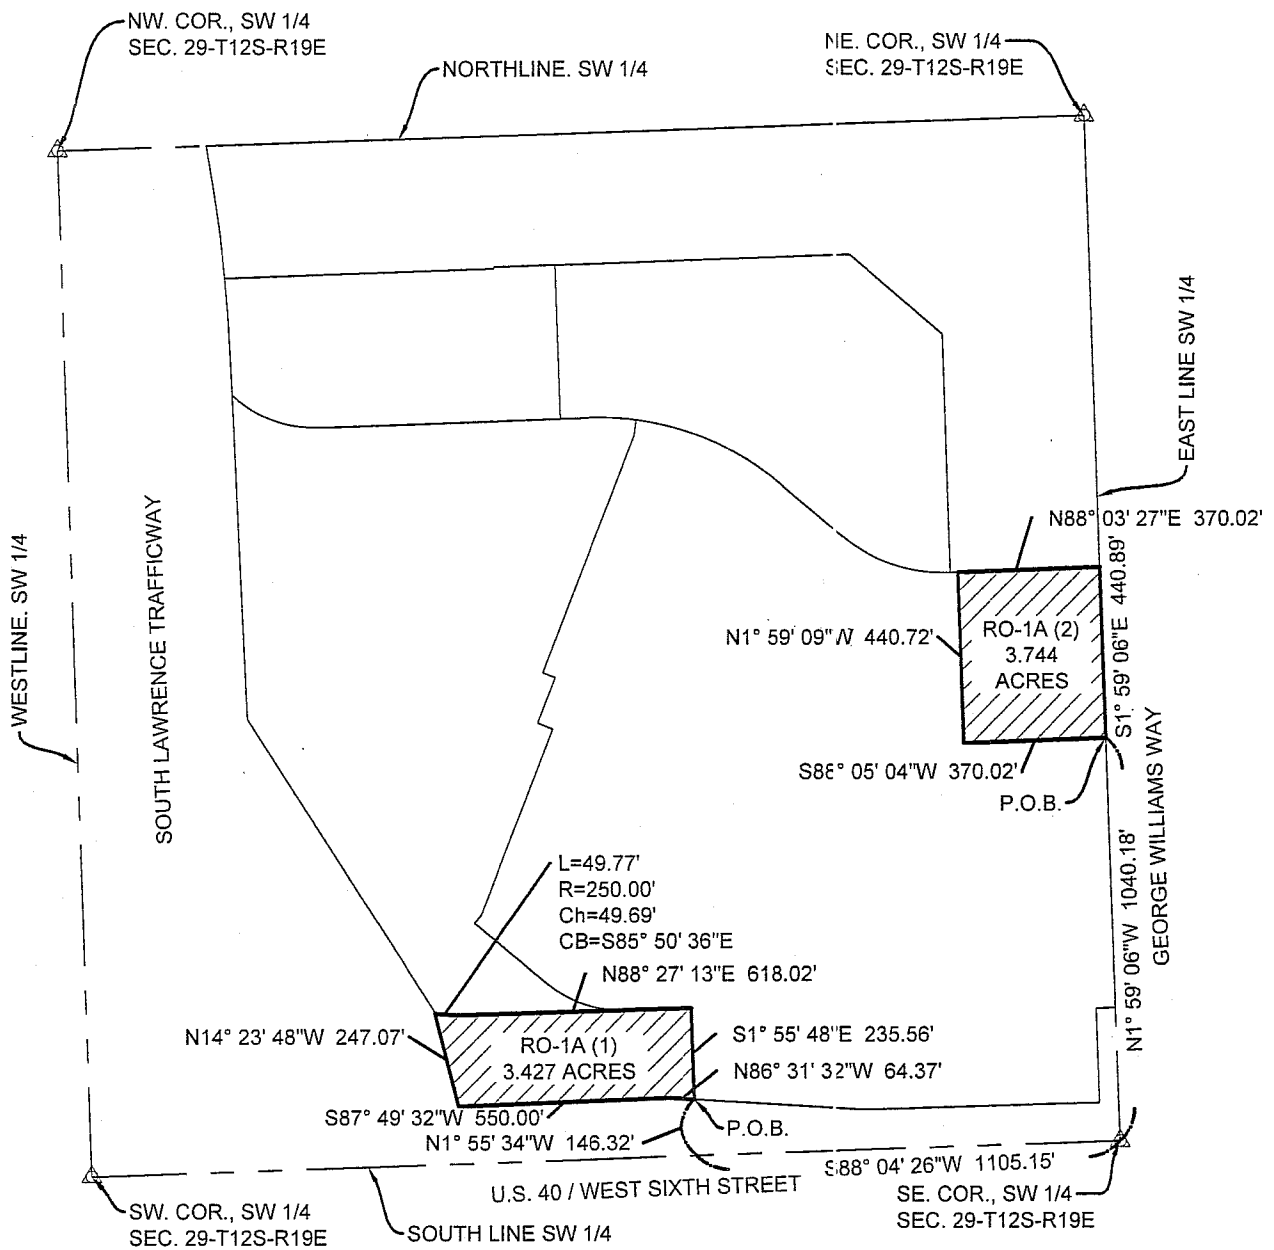 NW. COR., SW 1/4
SEC. 29-T12S-R19E
NORTHLINE. SW 1/4
NE. COR., SW 1/4
SEC. 29-T12S-R19E
EAST LINE SW 1/4
N88° 03' 27"E 370.02'
S1° 59' 06"E 440.89'
RO-1A (2)
3.744
ACRES
N1° 59' 09"W 440.72'
S88° 05' 04"W 370.02'
P.O.B.
GEORGE WILLIAMS WAY
N1° 59' 06"W 1040.18'
WESTLINE. SW 1/4
SOUTH LAWRENCE TRAFFICWAY
L=49.77'
R=250.00'
Ch=49.69'
CB=S85° 50' 36"E
N88° 27' 13"E 618.02'
N14° 23' 48"W 247.07'
RO-1A (1)
3.427 ACRES
S1° 55' 48"E 235.56'
N86° 31' 32"W 64.37'
S87° 49' 32"W 550.00'
N1° 55' 34"W 146.32'
P.O.B.
S88° 04' 26"W 1105.15'
U.S. 40 / WEST SIXTH STREET
SE. COR., SW 1/4
SEC. 29-T12S-R19E
SW. COR., SW 1/4
SEC. 29-T12S-R19E
SOUTH LINE SW 1/4